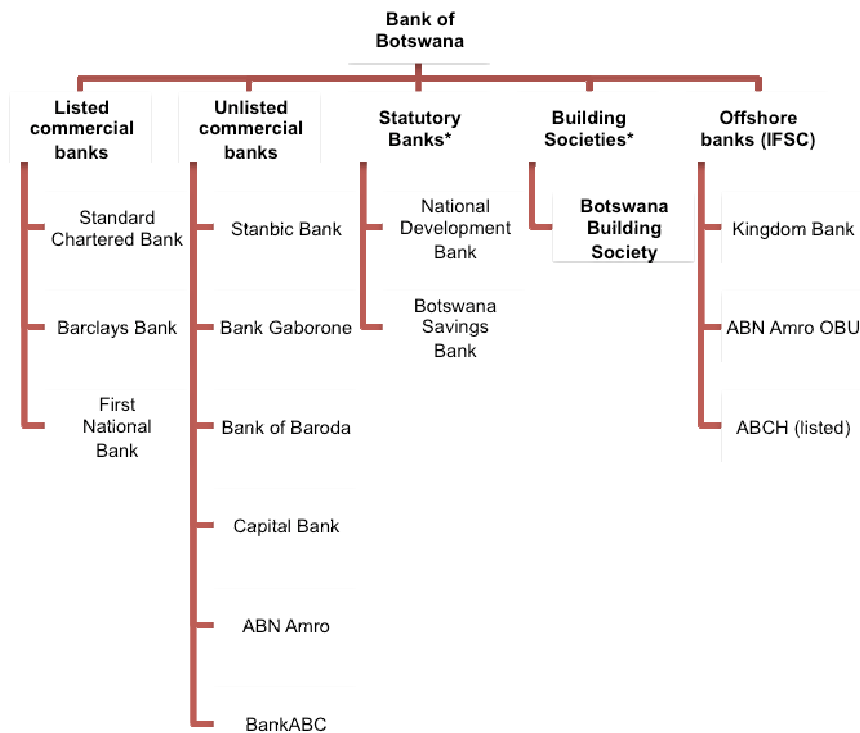 Bank of
Botswana
Listed
commercial
banks
Unlisted
commercial
banks
Statutory
Banks*
Building
Societies*
Offshore
banks (IFSC)
Standard
Chartered Bank
Barclays Bank
First
National
Bank
Stanbic Bank
Bank Gaborone
Bank of Baroda
Capital Bank
ABN Amro
BankABC
National
Development
Bank
Botswana
Savings
Bank
Botswana
Building
Society
Kingdom Bank
ABN Amro OBU
ABCH (listed)